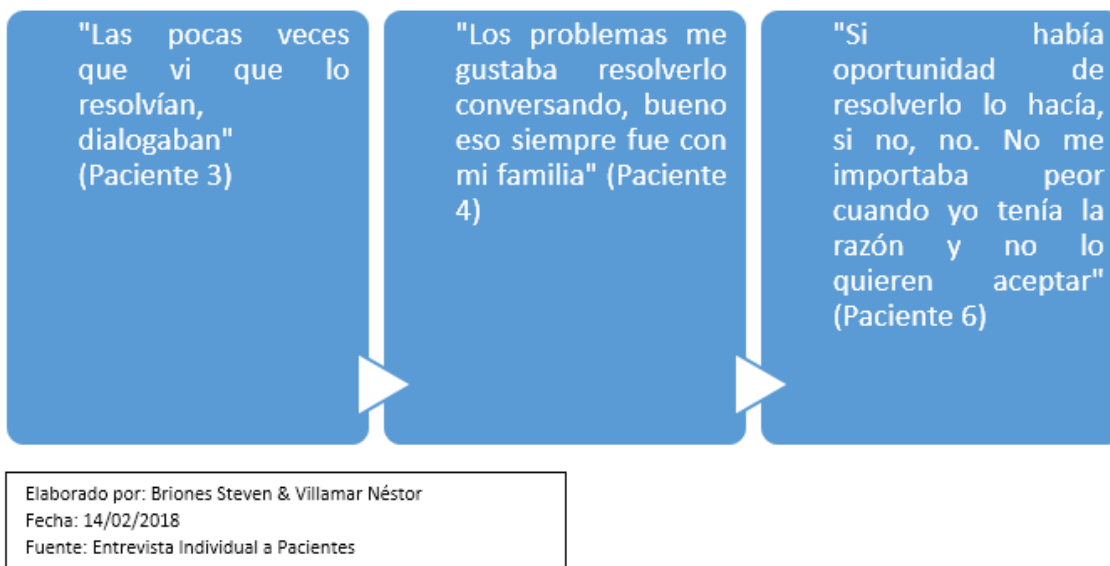 "Las pocas veces
que vi que lo
resolvían,
dialogaban"
(Paciente 3)
"Los problemas me
gustaba resolverlo
conversando, bueno
eso siempre fue con
mi familia" (Paciente
4)
"Si había
oportunidad de
resolverlo lo hacía,
si no, no. No me
importaba peor
cuando yo tenía la
razón y no lo
quieren aceptar"
(Paciente 6)
Elaborado por: Briones Steven & Villamar Néstor
Fecha: 14/02/2018
Fuente: Entrevista Individual a Pacientes